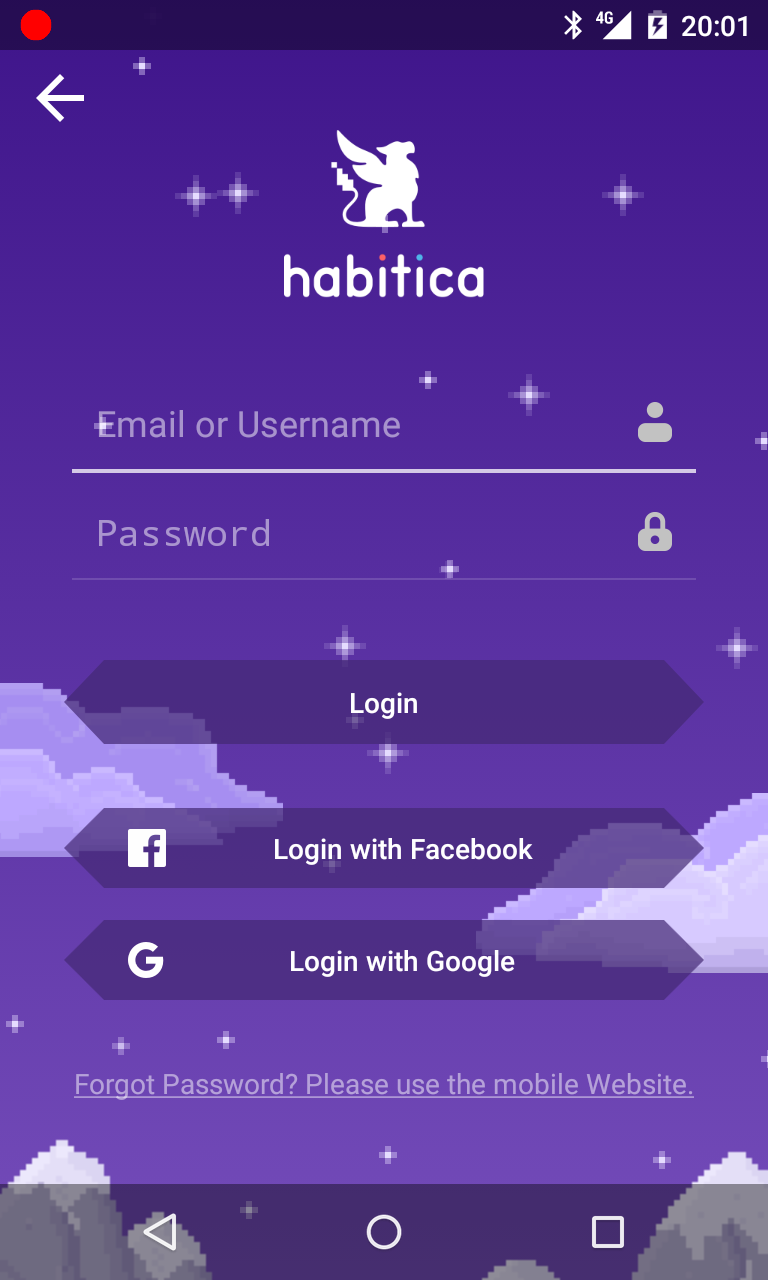 4G 20:01
habitica
Email or Username
Password
Login
Login with Facebook
Login with Google
Forgot Password? Please use the mobile Website.